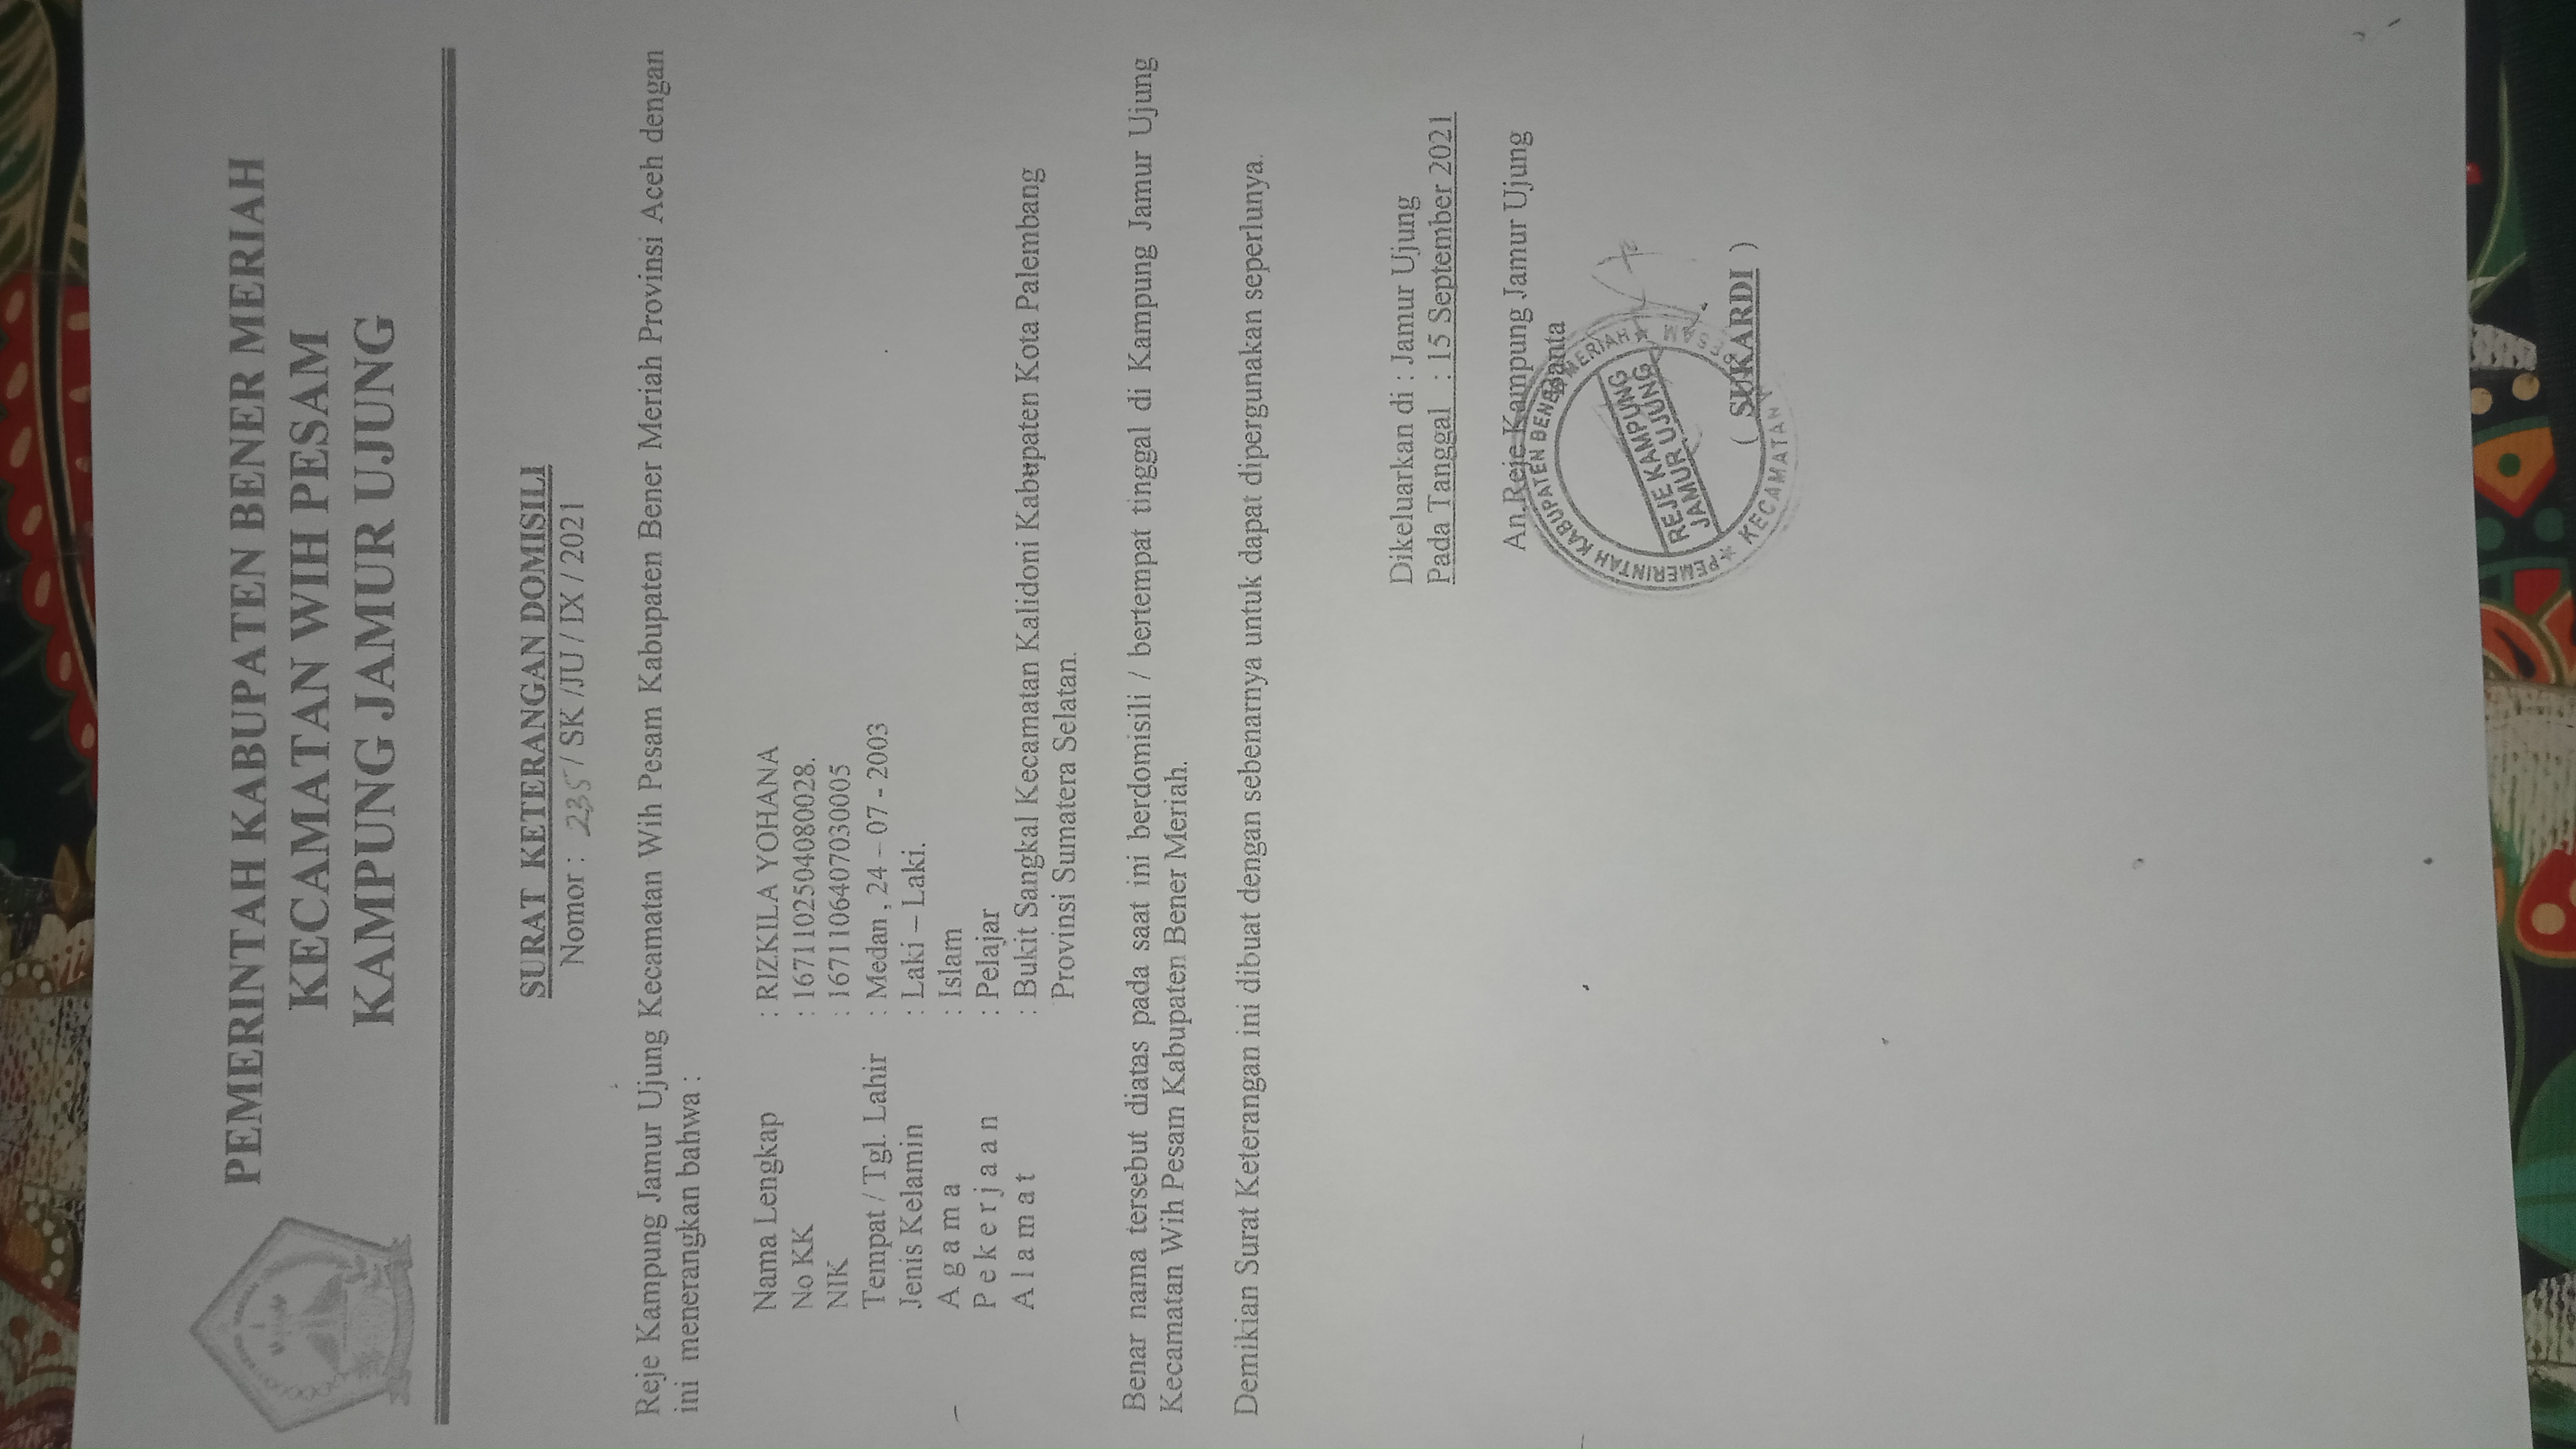 PEMERINTAH KABUPATEN BENER MERIAH
KECAMATAN WIH PESAM
KAMPUNG JAMUR UJUNG
SURAT KETERANGAN DOMISILI
Nomor : 235 / SK /JU / IX / 2021
Reje Kampung Jamur Ujung Kecamatan Wih Pesam Kabupaten Bener Meriah Provinsi Aceh dengan
ini menerangkan bahwa :
Nama Lengkap : RIZKILA YOHANA
No KK : 1671102504080028.
NIK : 1671106407030005
Tempat / Tgl. Lahir : Medan , 24 – 07 - 2003
Jenis Kelamin : Laki – Laki.
A g a m a : Islam
P e k e r j a a n : Pelajar
A l a m a t : Bukit Sangkal Kecamatan Kalidoni Kabupaten Kota Palembang
Provinsi Sumatera Selatan.
Benar nama tersebut diatas pada saat ini berdomisili / bertempat tinggal di Kampung Jamur Ujung
Kecamatan Wih Pesam Kabupaten Bener Meriah.
Demikian Surat Keterangan ini dibuat dengan sebenarnya untuk dapat dipergunakan seperlunya.
Dikeluarkan di : Jamur Ujung
Pada Tanggal : 15 September 2021
An.Reje Kampung Jamur Ujung
Banta
PEMERINTAH KABUPATEN BENER MERIAH
REJE KAMPUNG
JAMUR UJUNG
KECAMATAN
PESAM
( SUKARDI )